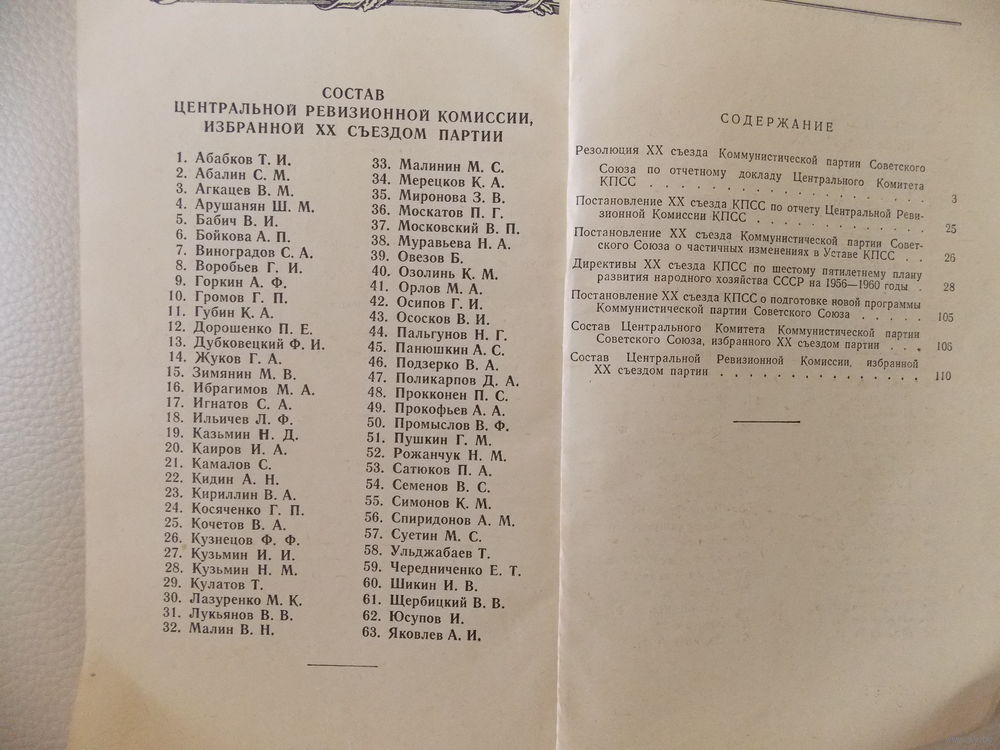 СОСТАВ
ЦЕНТРАЛЬНОЙ РЕВИЗИОННОЙ КОМИССИИ,
ИЗБРАННОЙ XX СЪЕЗДОМ ПАРТИИ
1. Абабков Т. И.
2. Абалин С. М.
3. Агкацев В. М.
4. Арушанян Ш. М.
5. Бабич В. И.
6. Бойкова А. П.
7. Виноградов С. А.
8. Воробьев Г. И.
9. Горкин А. Ф.
10. Громов Г. П.
11. Губин К. А.
12. Дорошенко П. Е.
13. Дубковецкий Ф. И.
14. Жуков Г. А.
15. Зимянин М. В.
16. Ибрагимов М. А.
17. Игнатов С. А.
18. Ильичев Л. Ф.
19. Казьмин Н. Д.
20. Каиров И. А.
21. Камалов С.
22. Кидин А. Н.
23. Кириллин В. А.
24. Косяченко Г. П.
25. Кочетов В. А.
26. Кузнецов Ф. Ф.
27. Кузьмин И. И.
28. Кузьмин Н. М.
29. Кулатов Т.
30. Лазуренко М. К.
31. Лукьянов В. В.
32. Малин В. Н.
33. Малинин М. С.
34. Мерецков К. А.
35. Миронова З. В.
36. Москатов П. Г.
37. Московский В. П.
38. Муравьева Н. А.
39. Овезов Б.
40. Озолинь К. М.
41. Орлов М. А.
42. Осипов Г. И.
43. Ососков В. И.
44. Пальгунов Н. Г.
45. Панюшкин А. С.
46. Подзерко В. А.
47. Поликарпов Д. А.
48. Прокконен П. С.
49. Прокофьев А. А.
50. Промыслов В. Ф.
51. Пушкин Г. М.
52. Рожанчук Н. М.
53. Сатюков П. А.
54. Семенов В. С.
55. Симонов К. М.
56. Спиридонов А. М.
57. Суетин М. С.
58. Ульджабаев Т.
59. Чередниченко Е. Т.
60. Шикин И. В.
61. Щербицкий В. В.
62. Юсупов И.
63. Яковлев А. И.
СОДЕРЖАНИЕ
Резолюция XX съезда Коммунистической партии Советского
Союза по отчетному докладу Центрального Комитета
КПСС . . . . . . . . . . . . . . . 3
Постановление XX съезда КПСС по отчету Центральной Реви-
зионной Комиссии КПСС . . . . . . . . . 25
Постановление XX съезда Коммунистической партии Совет-
ского Союза о частичных изменениях в Уставе КПСС . . 26
Директивы XX съезда КПСС по шестому пятилетнему плану
развития народного хозяйства СССР на 1956—1960 годы . 28
Постановление XX съезда КПСС о подготовке новой программы
Коммунистической партии Советского Союза . . . . . 105
Состав Центрального Комитета Коммунистической партии
Советского Союза, избранного XX съездом партии . . . 106
Состав Центральной Ревизионной Комиссии, избранной
XX съездом партии . . . . . . . . . . . . 110